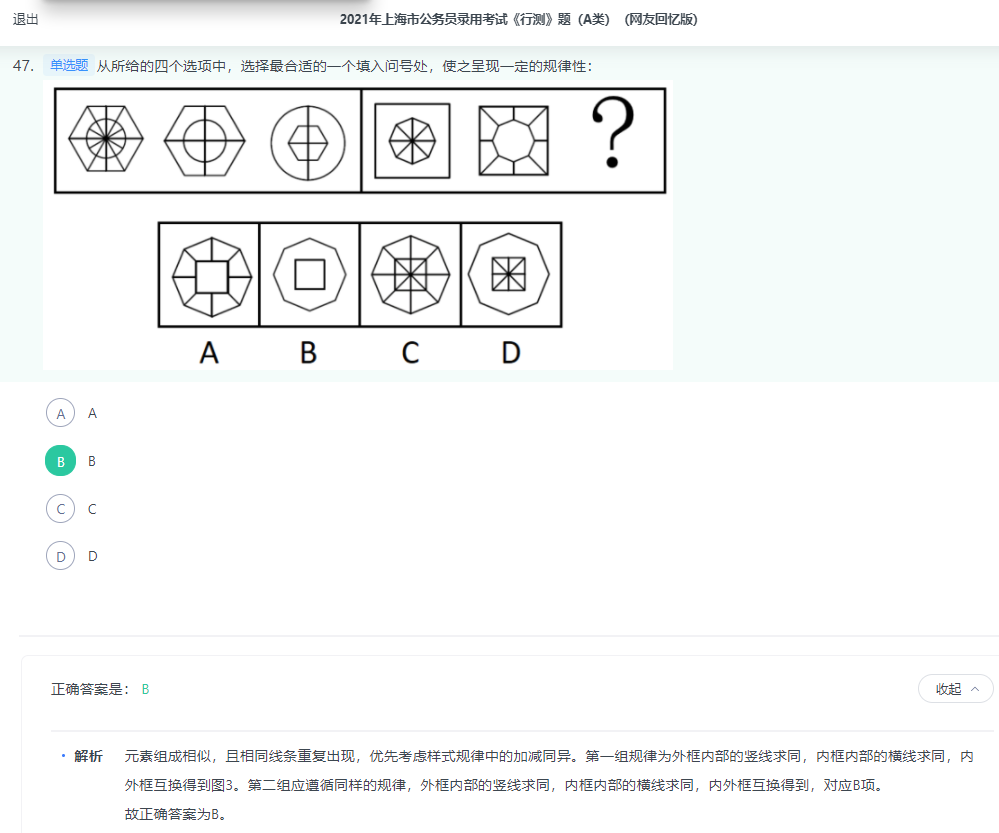 退出
2021年上海市公务员录用考试《行测》题（A类）（网友回忆版)
47. 单选题 从所给的四个选项中，选择最合适的一个填入问号处，使之呈现一定的规律性：
?
A B C D
A A
B B
C C
D D
正确答案是： B
收起
· 解析 元素组成相似，且相同线条重复出现，优先考虑样式规律中的加减同异。第一组规律为外框内部的竖线求同，内框内部的横线求同，内
外框互换得到图3。第二组应遵循同样的规律，外框内部的竖线求同，内框内部的横线求同，内外框互换得到，对应B项。
故正确答案为B。